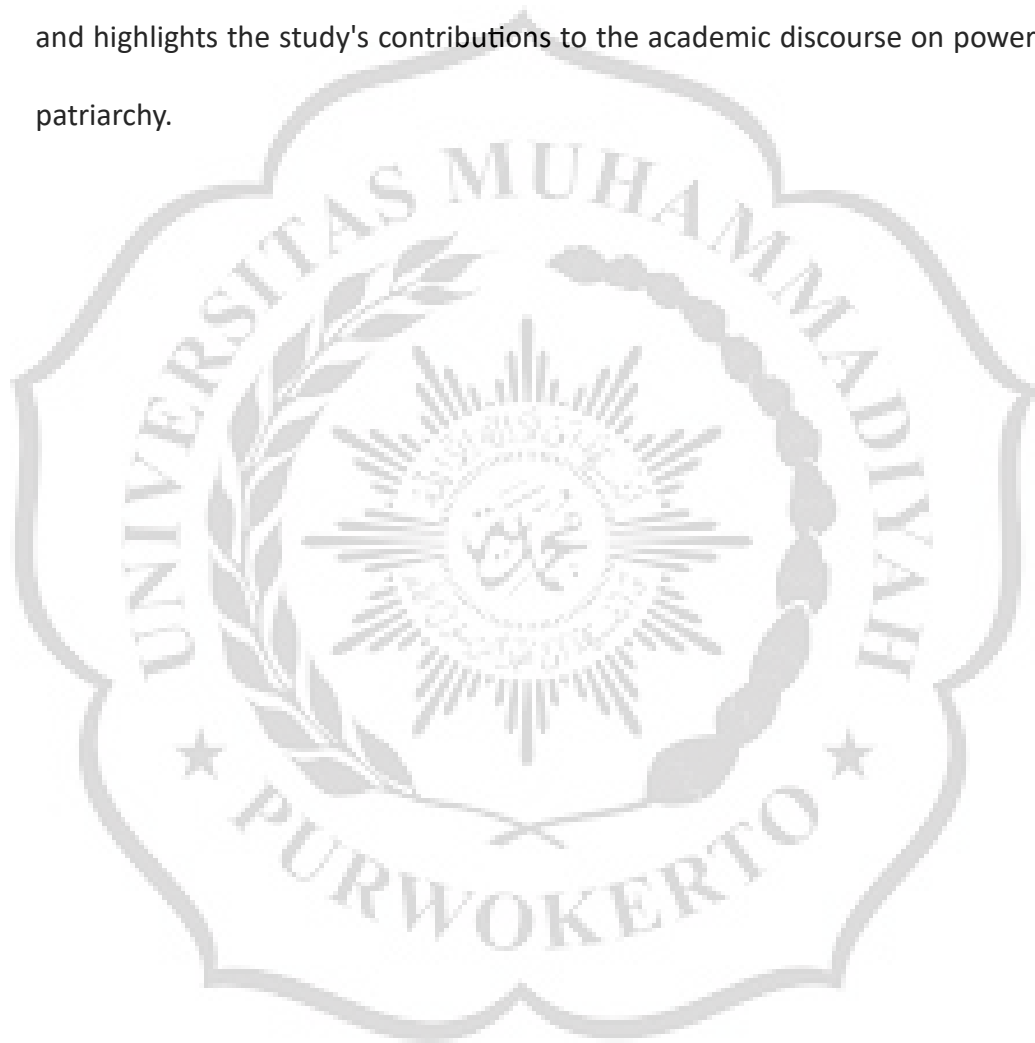 and highlights the study's contributions to the academic discourse on power
patriarchy.
UNIVERSITAS MUHAMMADIYAH
★ PURWOKERTO ★